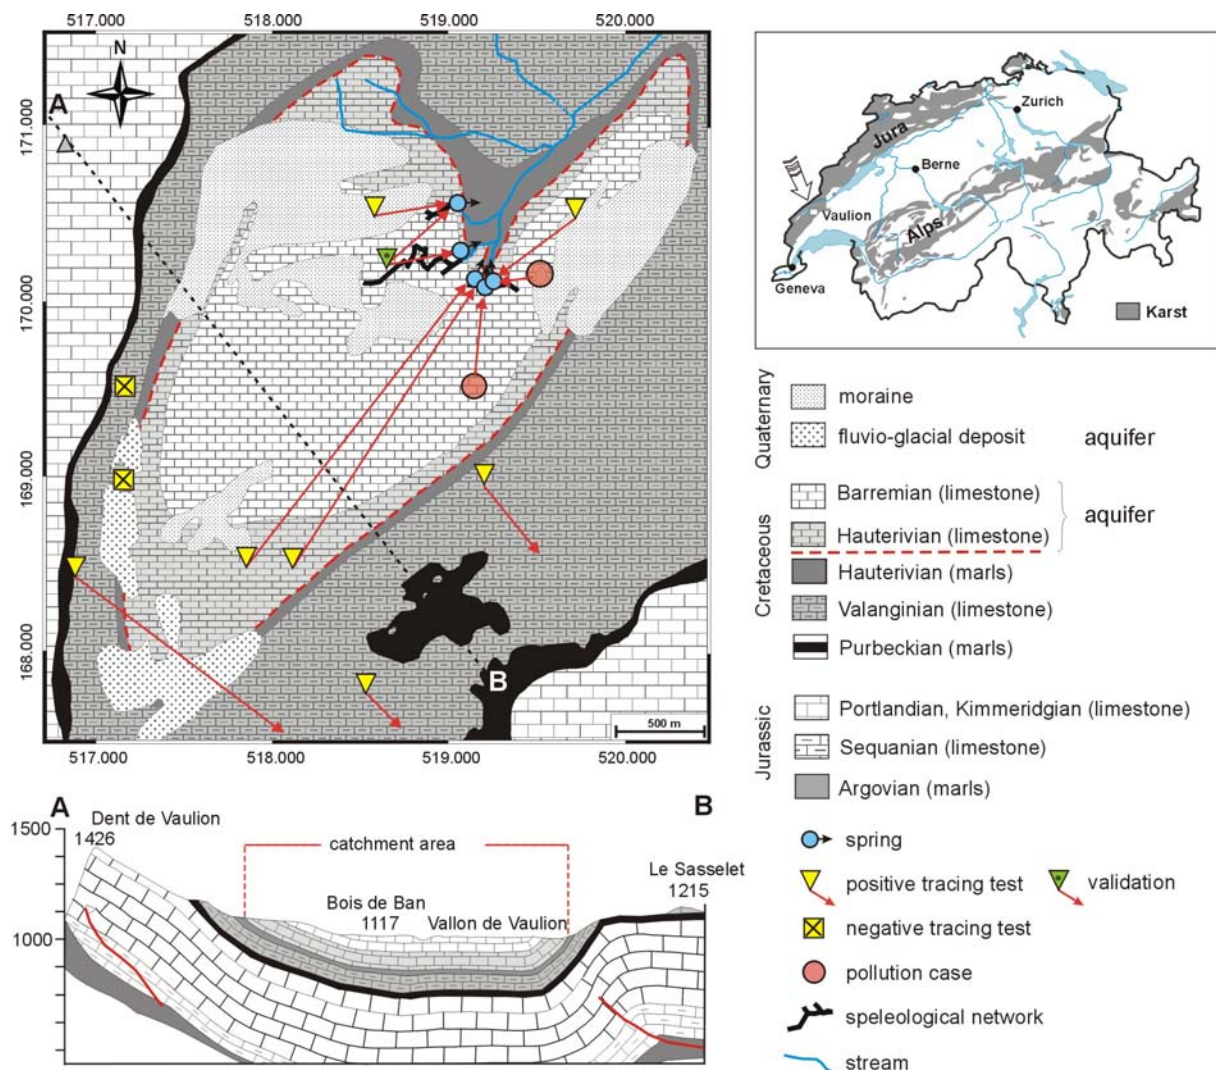 517.000 518.000 519.000 520.000
N
A
171.000
170.000
169.000
168.000
B
500 m
517.000 518.000 519.000 520.000
Jura
Zurich
Berne
Vaulion
Alps
Geneva
Karst
Quaternary
moraine
fluvio-glacial deposit
aquifer
Cretaceous
Barremian (limestone)
Hauterivian (limestone)
aquifer
Hauterivian (marls)
Valanginian (limestone)
Purbeckian (marls)
Jurassic
Portlandian, Kimmeridgian (limestone)
Sequanian (limestone)
Argovian (marls)
spring
positive tracing test
validation
negative tracing test
pollution case
speleological network
stream
A
B
1500
Dent de Vaulion
1426
catchment area
Le Sasselet
1215
Bois de Ban
1117
Vallon de Vaulion
1000